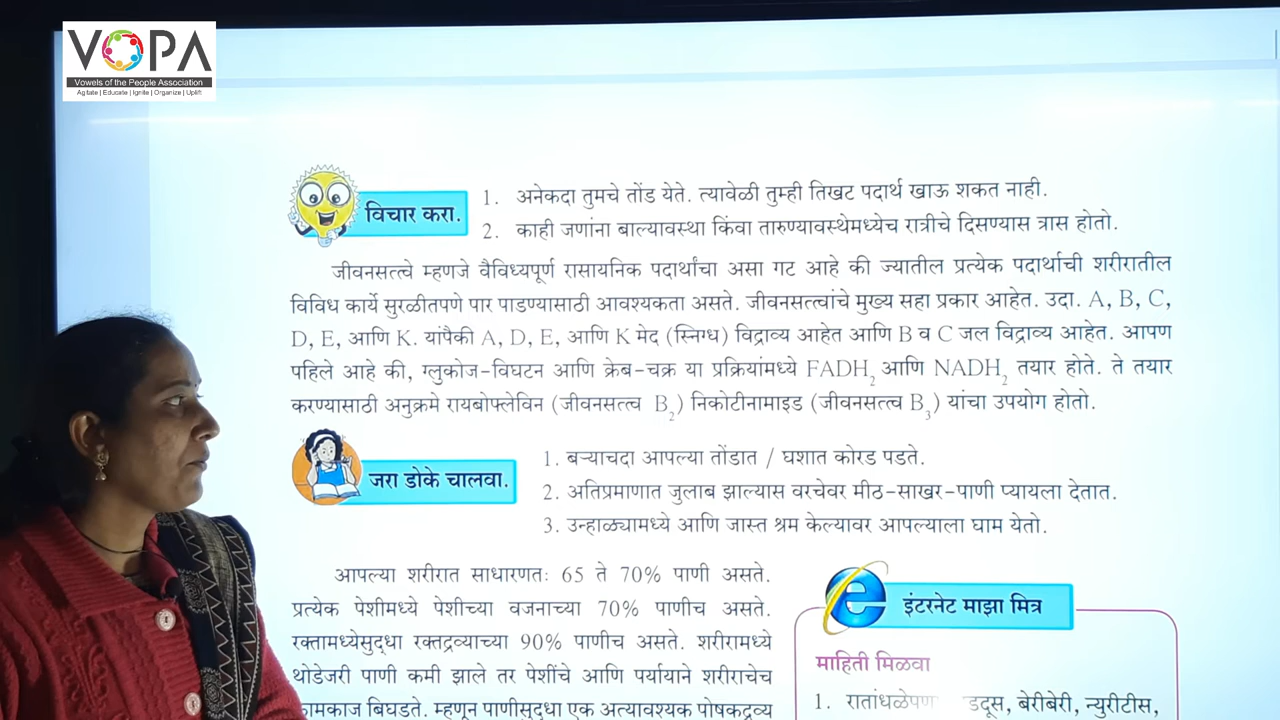 VOPA
Vowels of the People Association
Agitate | Educate | Ignite | Organize | Uplift
विचार करा.
1. अनेकदा तुमचे तोंड येते. त्यावेळी तुम्ही तिखट पदार्थ खाऊ शकत नाही.
2. काही जणांना बाल्यावस्था किंवा तारुण्यावस्थेमध्येच रात्रीचे दिसण्यास त्रास होतो.
जीवनसत्त्वे म्हणजे वैविध्यपूर्ण रासायनिक पदार्थांचा असा गट आहे की ज्यातील प्रत्येक पदार्थाची शरीरातील
विविध कार्ये सुरळीतपणे पार पाडण्यासाठी आवश्यकता असते. जीवनसत्त्वांचे मुख्य सहा प्रकार आहेत. उदा. A, B, C,
D, E, आणि K. यांपैकी A, D, E, आणि K मेद (स्निग्ध) विद्राव्य आहेत आणि B व C जल विद्राव्य आहेत. आपण
पहिले आहे की, ग्लुकोज-विघटन आणि क्रेब-चक्र या प्रक्रियांमध्ये FADH₂ आणि NADH₂ तयार होते. ते तयार
करण्यासाठी अनुक्रमे रायबोफ्लेविन (जीवनसत्त्व B₂) निकोटीनामाइड (जीवनसत्त्व B₃) यांचा उपयोग होतो.
जरा डोके चालवा.
1. बऱ्याचदा आपल्या तोंडात / घशात कोरड पडते.
2. अतिप्रमाणात जुलाब झाल्यास वरचेवर मीठ-साखर-पाणी प्यायला देतात.
3. उन्हाळ्यामध्ये आणि जास्त श्रम केल्यावर आपल्याला घाम येतो.
आपल्या शरीरात साधारणतः 65 ते 70% पाणी असते.
प्रत्येक पेशीमध्ये पेशीच्या वजनाच्या 70% पाणीच असते.
रक्तामध्येसुद्धा रक्तद्रव्याच्या 90% पाणीच असते. शरीरामध्ये
थोडेजरी पाणी कमी झाले तर पेशींचे आणि पर्यायाने शरीराचेच
बिघडते. म्हणून पाणीसुद्धा एक अत्यावश्यक पोषकद्रव्य
इंटरनेट माझा मित्र
माहिती मिळवा
1. बेरीबेरी, न्युरीटीस,